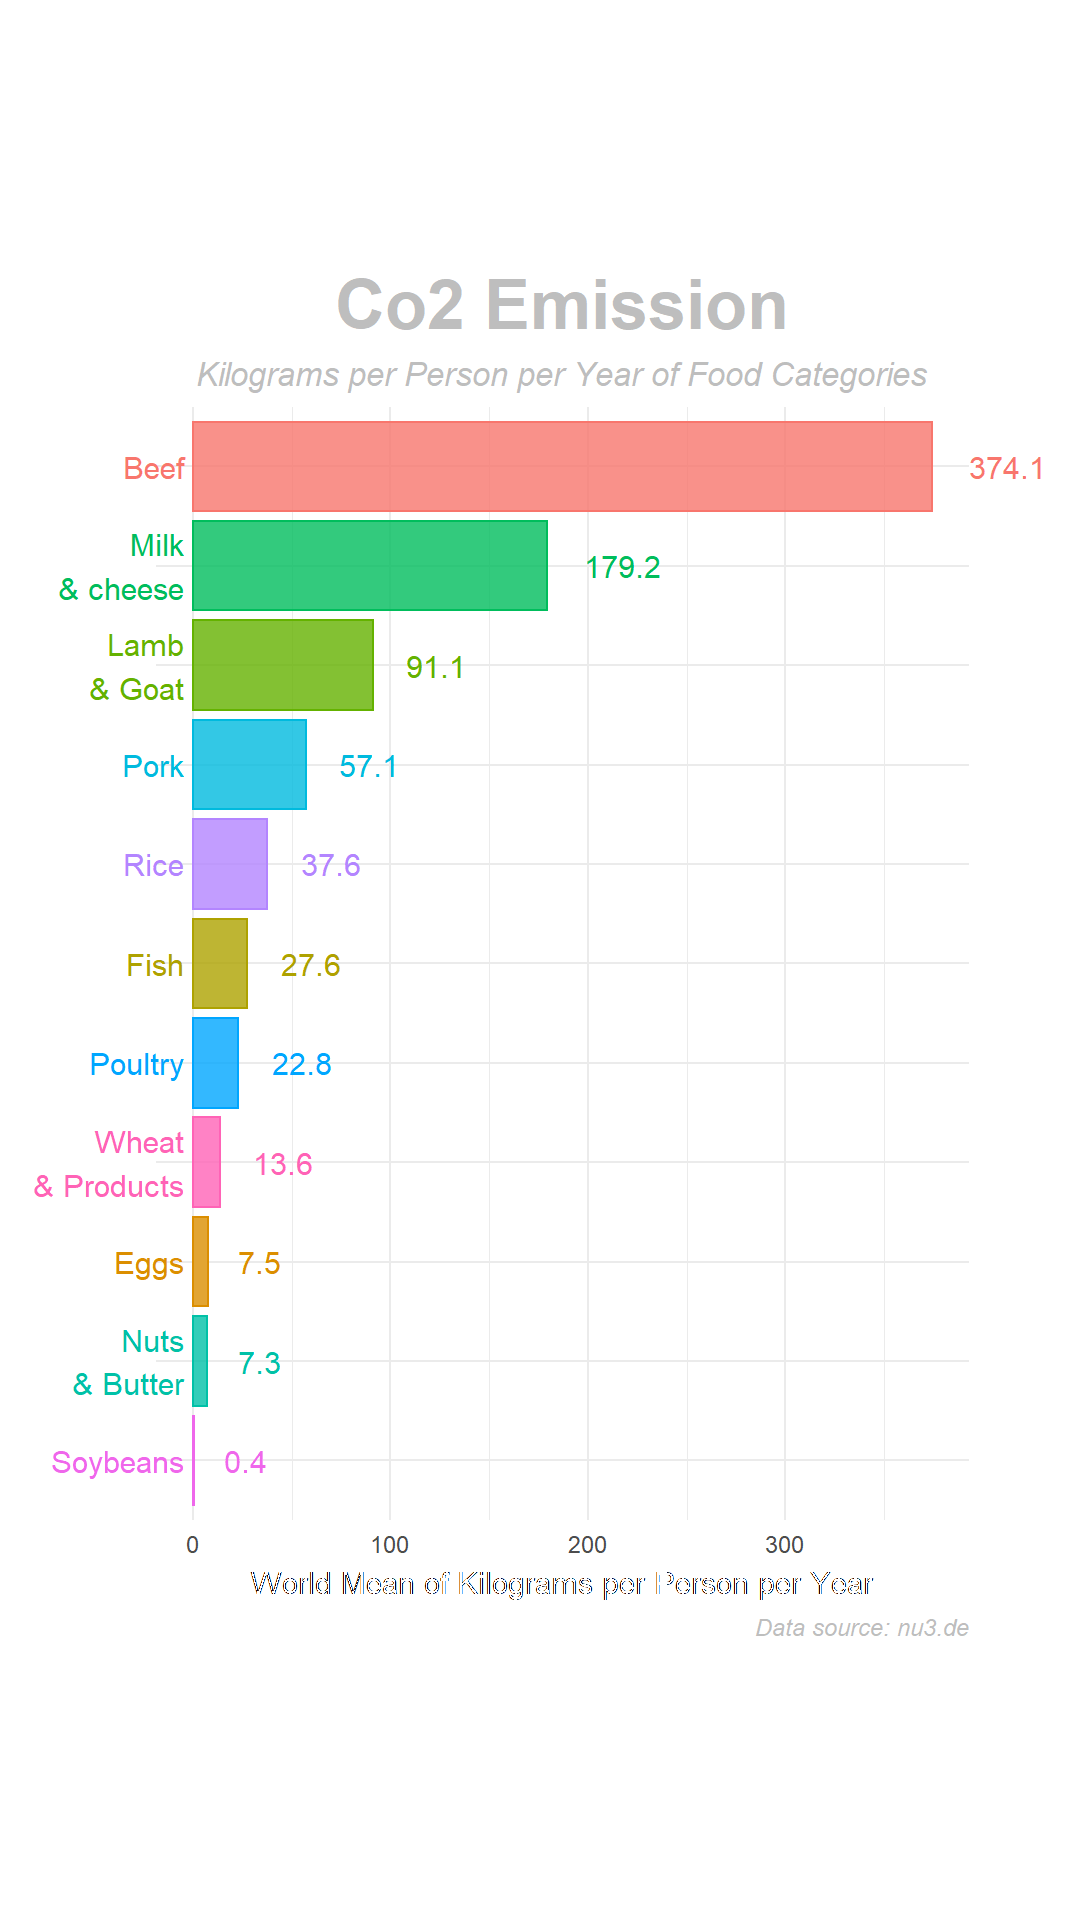 Co2 Emission
Kilograms per Person per Year of Food Categories
Beef 374.1
Milk
& cheese
179.2
Lamb
& Goat
91.1
Pork 57.1
Rice 37.6
Fish 27.6
Poultry 22.8
Wheat
& Products
13.6
Eggs 7.5
Nuts
& Butter
7.3
Soybeans 0.4
0 100 200 300
World Mean of Kilograms per Person per Year
Data source: nu3.de